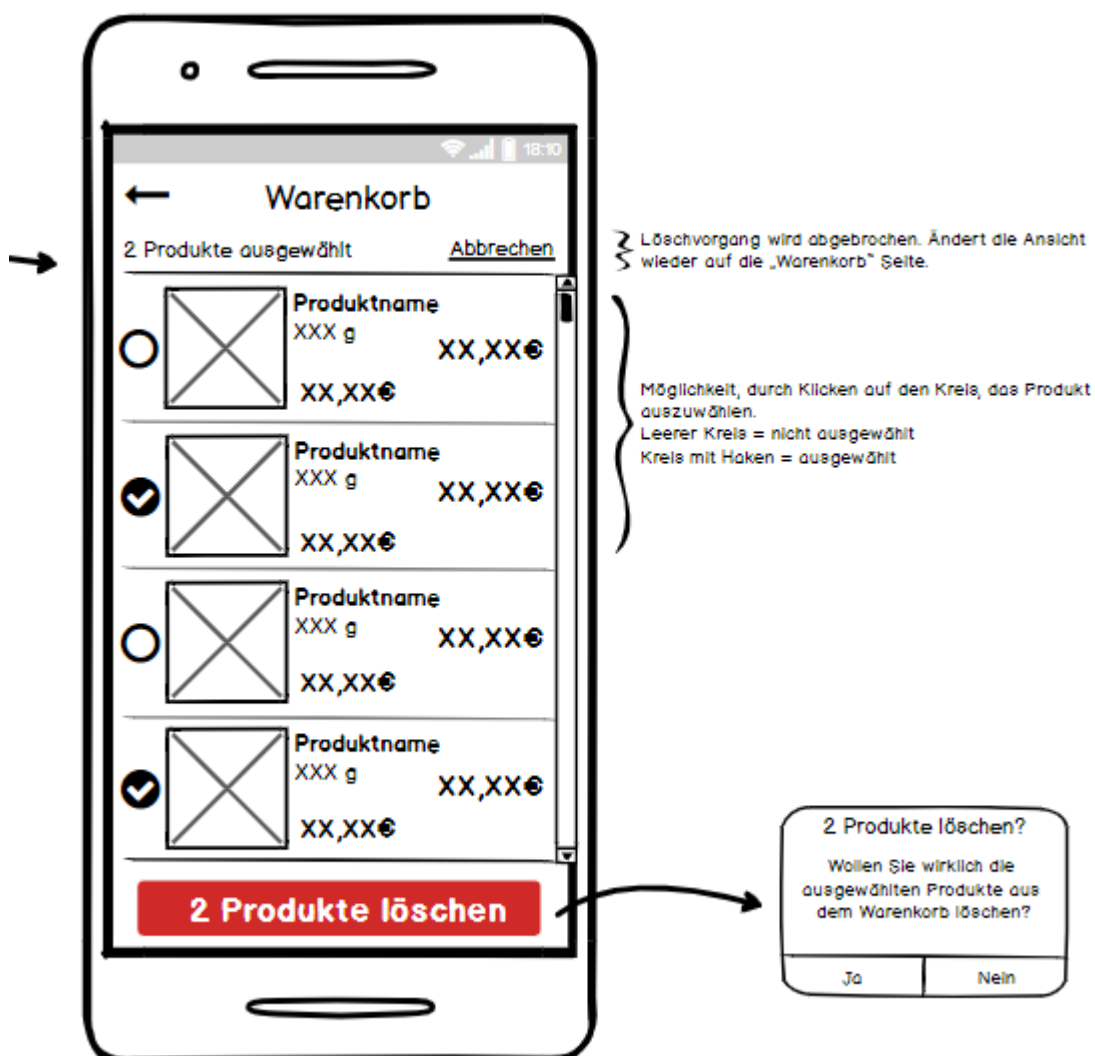 18:10
Warenkorb
2 Produkte ausgewählt Abbrechen
Löschvorgang wird abgebrochen. Ändert die Ansicht
wieder auf die „Warenkorb“ Seite.
Produktname
XXX g
XX,XX€
XX,XX€
Möglichkeit, durch Klicken auf den Kreis, das Produkt
auszuwählen.
Leerer Kreis = nicht ausgewählt
Kreis mit Haken = ausgewählt
Produktname
XXX g
XX,XX€
XX,XX€
Produktname
XXX g
XX,XX€
XX,XX€
Produktname
XXX g
XX,XX€
XX,XX€
2 Produkte löschen
2 Produkte löschen?
Wollen Sie wirklich die
ausgewählten Produkte aus
dem Warenkorb löschen?
Ja Nein